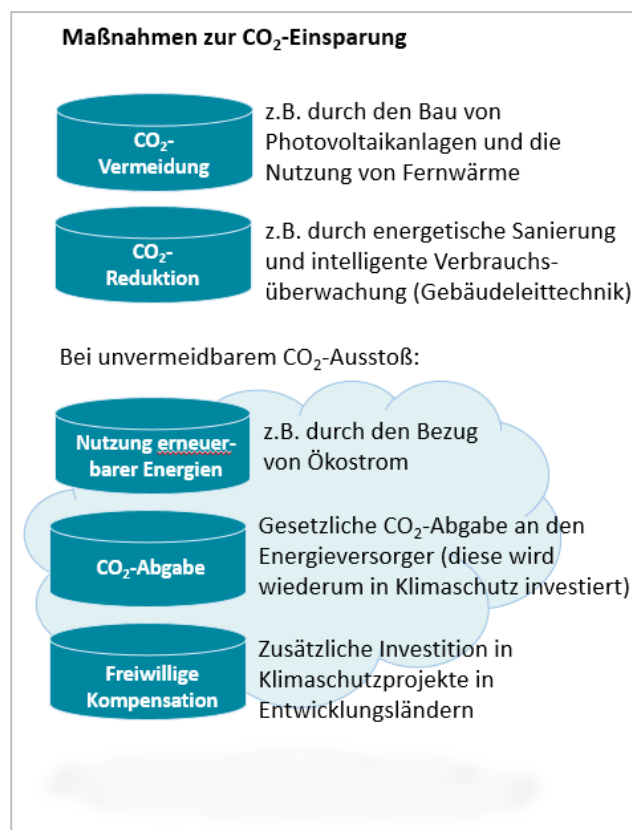 Maßnahmen zur CO₂-Einsparung
CO₂-
Vermeidung
z.B. durch den Bau von
Photovoltaikanlagen und die
Nutzung von Fernwärme
CO₂-
Reduktion
z.B. durch energetische Sanierung
und intelligente Verbrauchs-
überwachung (Gebäudeleittechnik)
Bei unvermeidbarem CO₂-Ausstoß:
Nutzung erneuer-
barer Energien
z.B. durch den Bezug
von Ökostrom
CO₂-Abgabe
Gesetzliche CO₂-Abgabe an den
Energieversorger (diese wird
wiederum in Klimaschutz investiert)
Freiwillige
Kompensation
Zusätzliche Investition in
Klimaschutzprojekte in
Entwicklungsländern